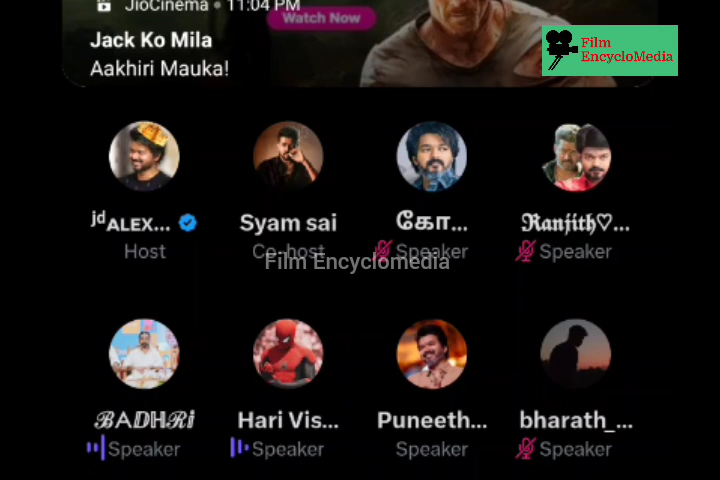 JioCinema • 11:04 PM
Watch Now
Jack Ko Mila
Aakhiri Mauka!
Film
EncycloMedia
jdALEX...
Syam sai
கோ...
Ranjith♡...
Host
Co-host
Speaker
Speaker
Film Encyclomedia
BADHRi
Hari Vis...
Puneeth...
bharath_...
Speaker
Speaker
Speaker
Speaker